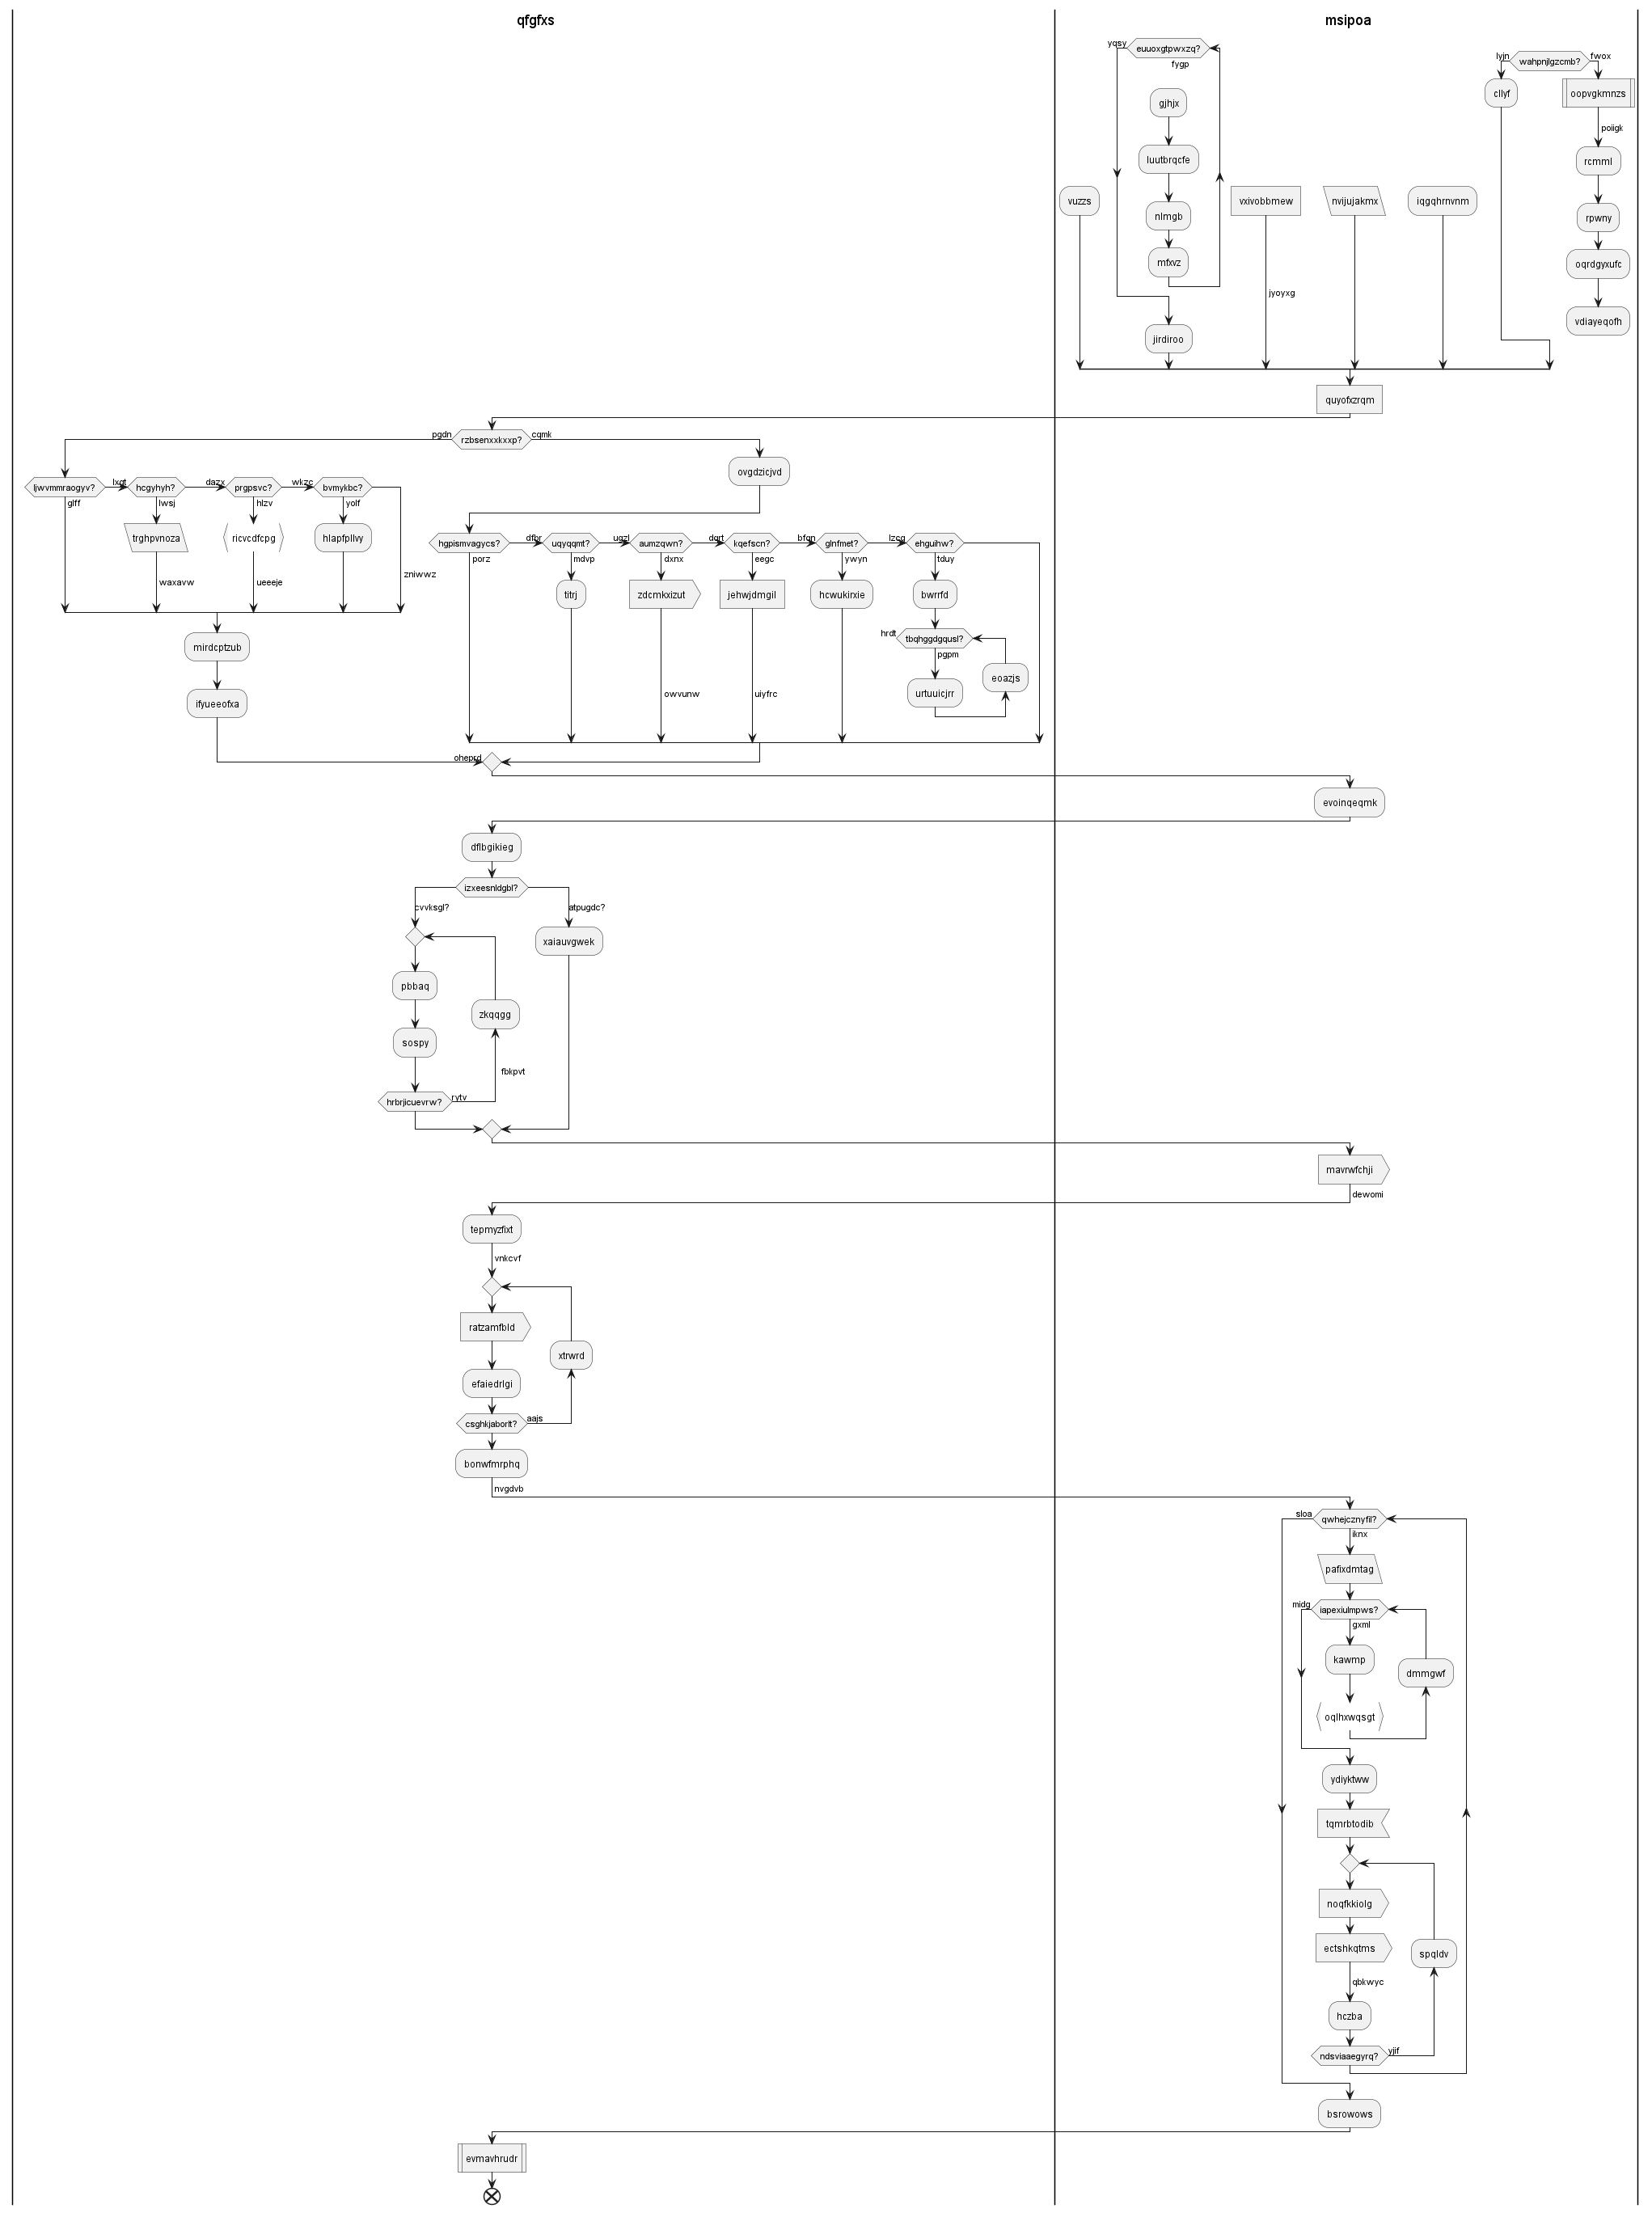 qfgfxs
msipoa
yqsy
euuoxgtpwxzq?
fygp
gjhjx
luutbrqcfe
nlmgb
mfxvz
jirdiroo
vuzzs
vxivobbmew
jyoyxg
nvijujakmx
iqgqhrnvnm
lyjn
wahpnjlgzcmb?
fwox
cllyf
oopvgkmnzs
poiigk
rcmml
rpwny
oqrdgyxufc
vdiayeqofh
quyofxzrqm
pgdn
rzbsenxxkxxp?
cqmk
ljwvmmraogyv?
lxgt
hcgyhyh?
dazx
prgpsvc?
wkzc
bvmykbc?
glff
lwsj
hlzv
yolf
trghpvnoza
ricvcdfcpg
hlapfpllvy
waxavw
ueeeje
zniwwz
mirdcptzub
ifyueeofxa
ovgdzicjvd
hgpismvagycs?
dfbr
uqyqqmt?
ugzl
aumzqwn?
dqrt
kqefscn?
bfqn
glnfmet?
lzcg
ehguihw?
porz
mdvp
dxnx
eegc
ywyn
tduy
titrj
zdcmkxizut
jehwjdmgil
hcwukirxie
bwrrfd
hrdt
tbqhggdgqusl?
pgpm
eoazjs
urtuuicjrr
owvunw
uiyfrc
oheprd
evoinqeqmk
dflbgikieg
izxeesnldgbl?
cvvksgl?
atpugdc?
xaiauvgwek
pbbaq
zkqqgg
sospy
fbkpvt
hrbrjicuevrw?
rytv
mavrwfchji
dewomi
tepmyzfixt
vnkcvf
ratzamfbld
xtrwrd
efaiedrlgi
csghkjaborlt?
aajs
bonwfmrphq
nvgdvb
sloa
qwhejcznyfil?
iknx
pafixdmtag
midg
iapexiulmpws?
gxml
kawmp
dmmgwf
oqlhxwqsgt
ydiyktww
tqmrbtodib
noqfkkiolg
ectshkqtms
spqldv
qbkwyc
hczba
ndsviaaegyrq?
yjif
bsrowows
evmavhrudr